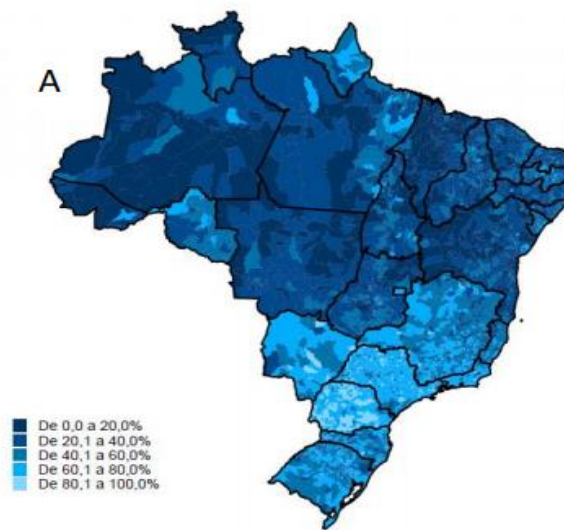 A
De 0,0 a 20,0%
De 20,1 a 40,0%
De 40,1 a 60,0%
De 60,1 a 80,0%
De 80,1 a 100,0%